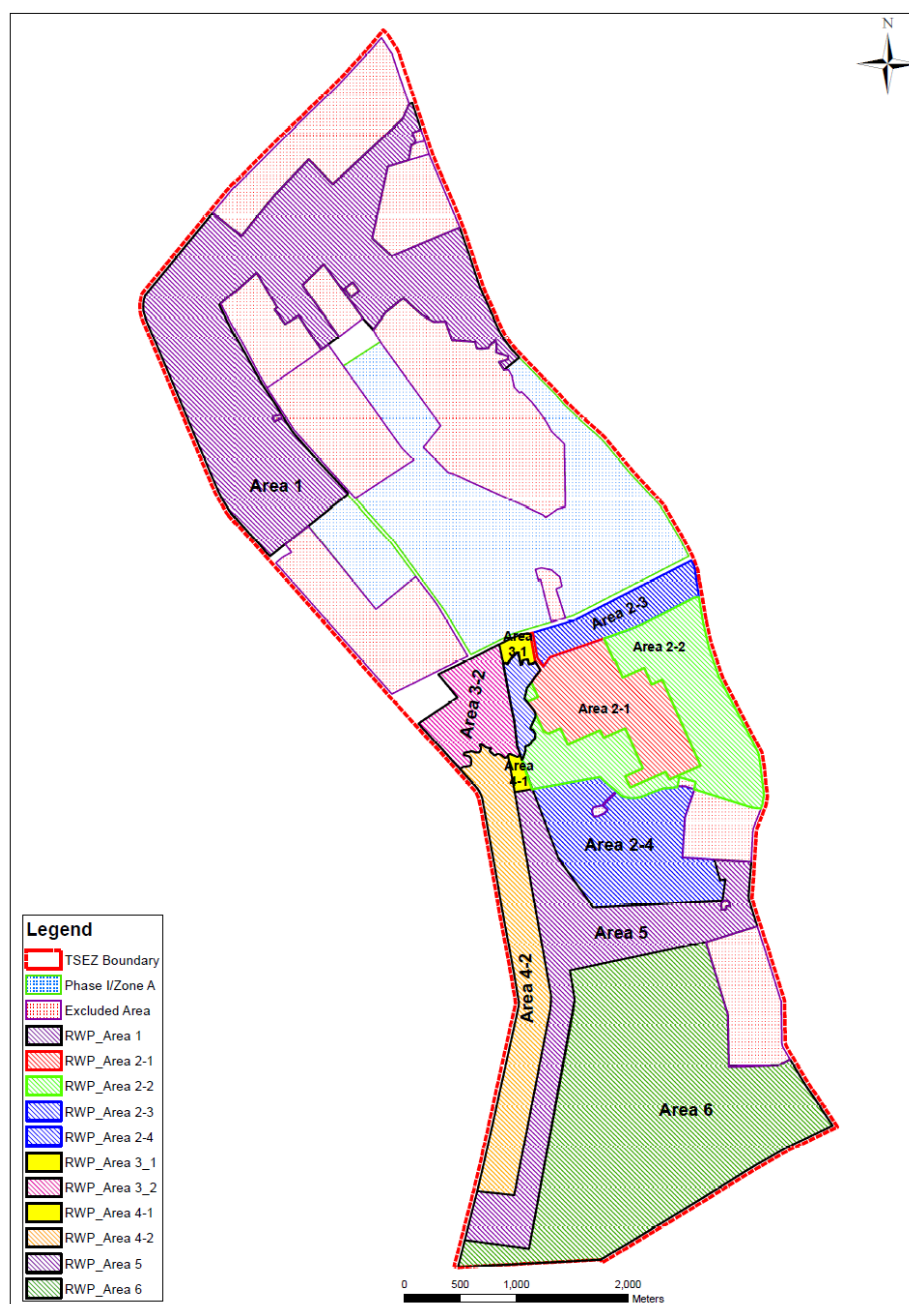 N
Area 1
Area 2-3
Area
3-1
Area 2-2
Area 3-2
Area 2-1
Area
4-1
Area 2-4
Area 5
Area 4-2
Area 6
Legend
TSEZ Boundary
Phase I/Zone A
Excluded Area
RWP_Area 1
RWP_Area 2-1
RWP_Area 2-2
RWP_Area 2-3
RWP_Area 2-4
RWP_Area 3_1
RWP_Area 3_2
RWP_Area 4-1
RWP_Area 4-2
RWP_Area 5
RWP_Area 6
0 500 1,000 2,000
Meters